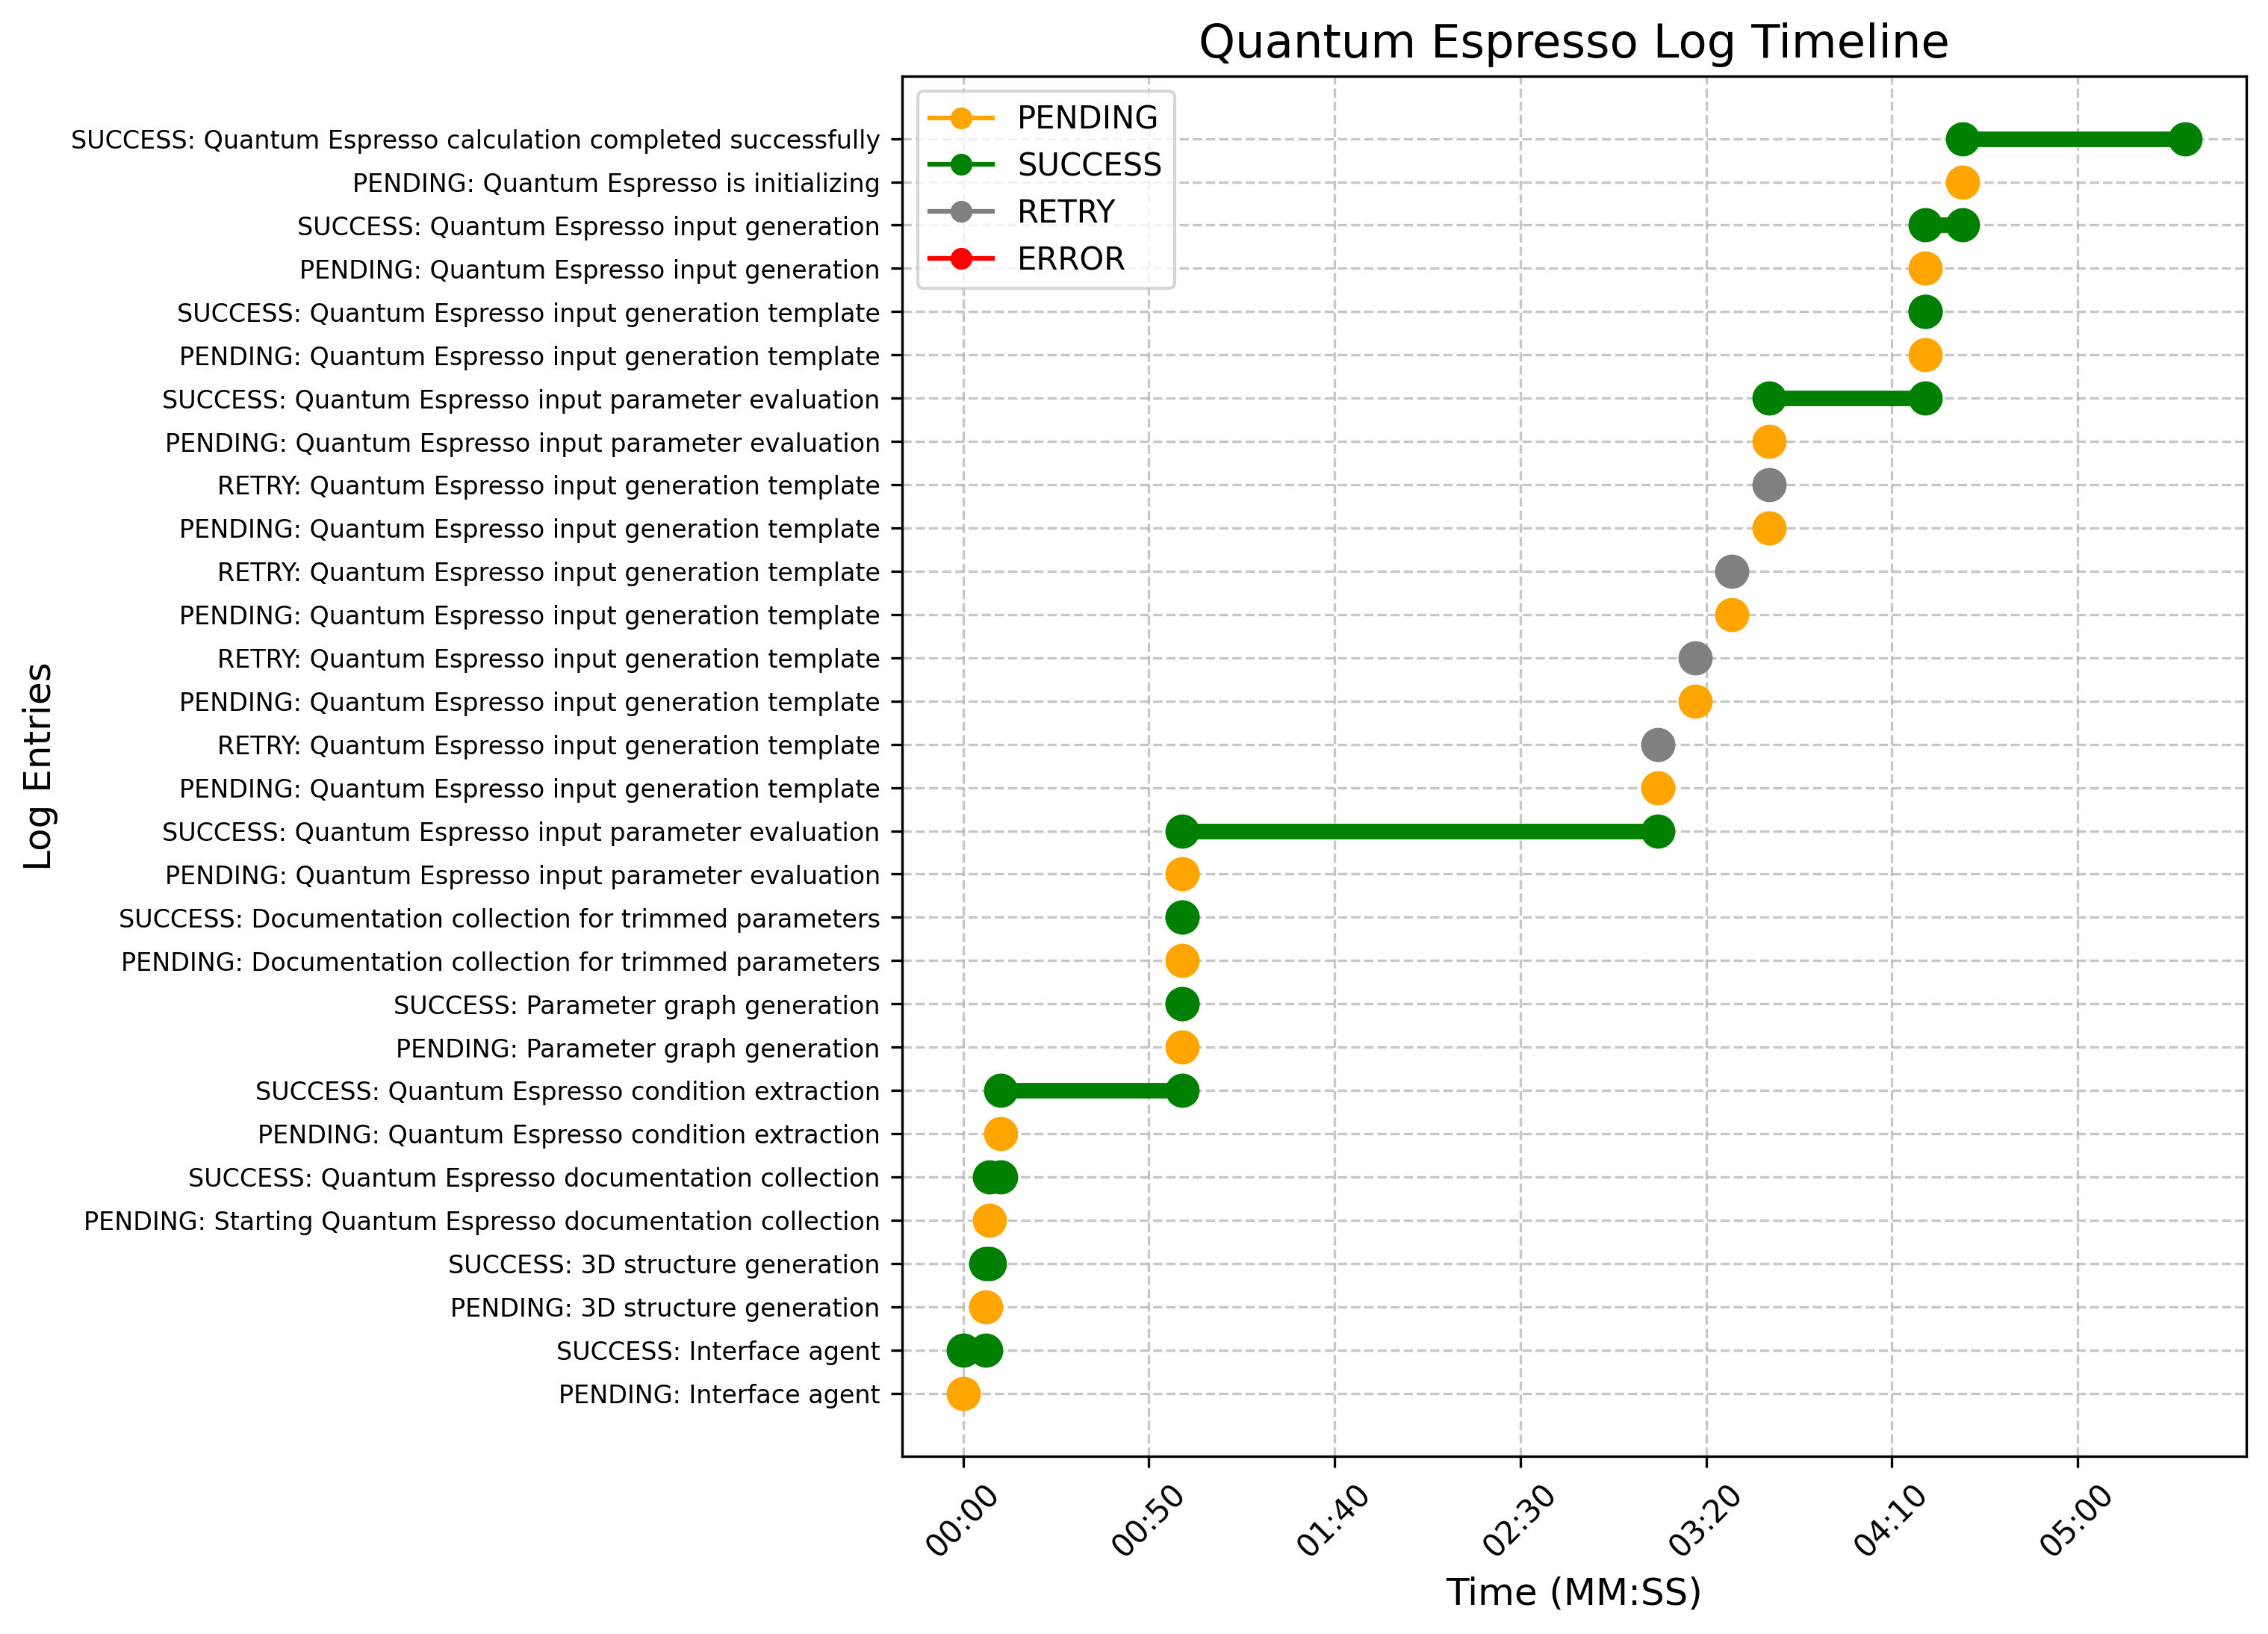 Quantum Espresso Log Timeline
PENDING
SUCCESS
RETRY
ERROR
SUCCESS: Quantum Espresso calculation completed successfully
PENDING: Quantum Espresso is initializing
SUCCESS: Quantum Espresso input generation
PENDING: Quantum Espresso input generation
SUCCESS: Quantum Espresso input generation template
PENDING: Quantum Espresso input generation template
SUCCESS: Quantum Espresso input parameter evaluation
PENDING: Quantum Espresso input parameter evaluation
RETRY: Quantum Espresso input generation template
PENDING: Quantum Espresso input generation template
RETRY: Quantum Espresso input generation template
PENDING: Quantum Espresso input generation template
RETRY: Quantum Espresso input generation template
PENDING: Quantum Espresso input generation template
RETRY: Quantum Espresso input generation template
PENDING: Quantum Espresso input generation template
SUCCESS: Quantum Espresso input parameter evaluation
PENDING: Quantum Espresso input parameter evaluation
SUCCESS: Documentation collection for trimmed parameters
PENDING: Documentation collection for trimmed parameters
SUCCESS: Parameter graph generation
PENDING: Parameter graph generation
SUCCESS: Quantum Espresso condition extraction
PENDING: Quantum Espresso condition extraction
SUCCESS: Quantum Espresso documentation collection
PENDING: Starting Quantum Espresso documentation collection
SUCCESS: 3D structure generation
PENDING: 3D structure generation
SUCCESS: Interface agent
PENDING: Interface agent
Log Entries
00:00
00:50
01:40
02:30
03:20
04:10
05:00
Time (MM:SS)